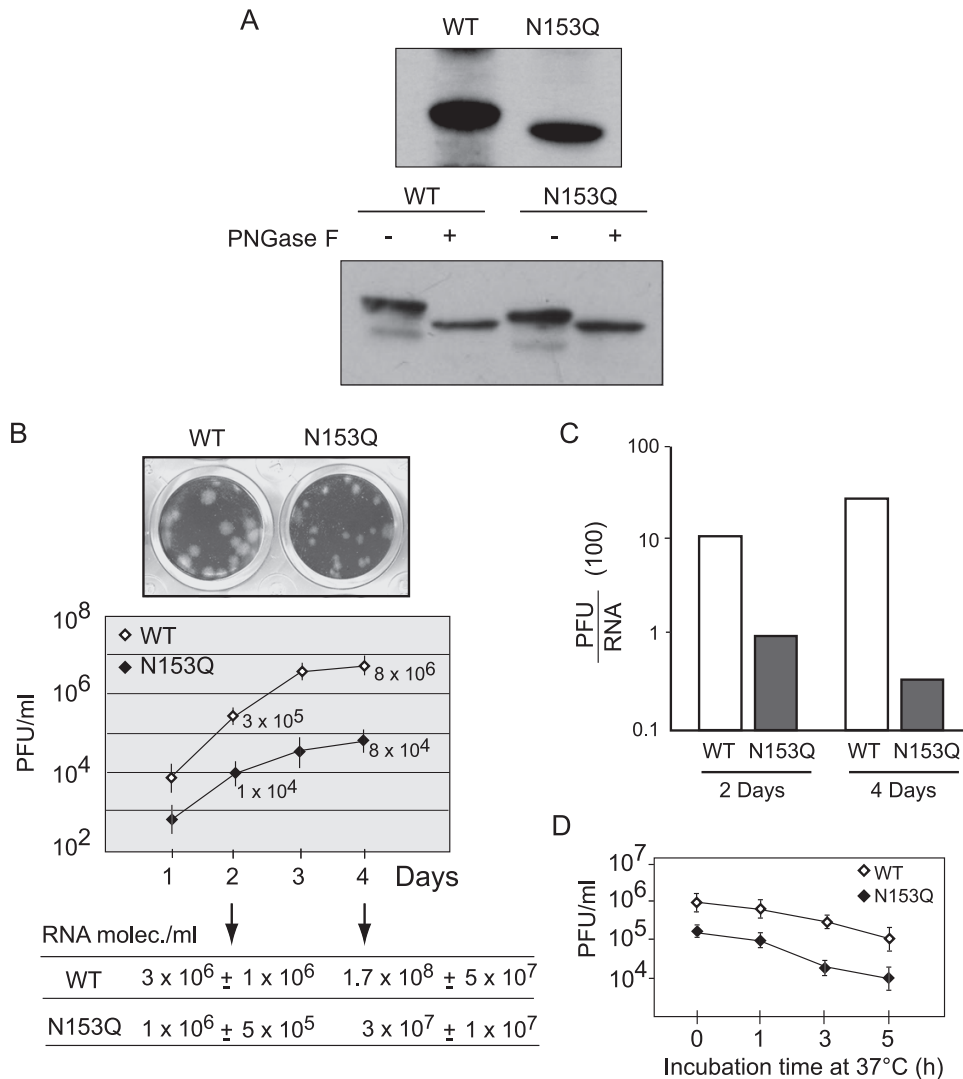 A
WT N153Q
WT N153Q
PNGase F - + - +
B
WT N153Q
10^8
10^6
10^4
10^2
PFU/ml
WT
N153Q
8 x 10^6
3 x 10^5
8 x 10^4
1 x 10^4
1 2 3 4 Days
RNA molec./ml
WT 3 x 10^6 ± 1 x 10^6 1.7 x 10^8 ± 5 x 10^7
N153Q 1 x 10^6 ± 5 x 10^5 3 x 10^7 ± 1 x 10^7
C
100
10
1
0.1
PFU
RNA
(100)
WT N153Q WT N153Q
2 Days 4 Days
D
10^7
10^6
10^5
10^4
PFU/ml
WT
N153Q
0 1 3 5
Incubation time at 37°C (h)